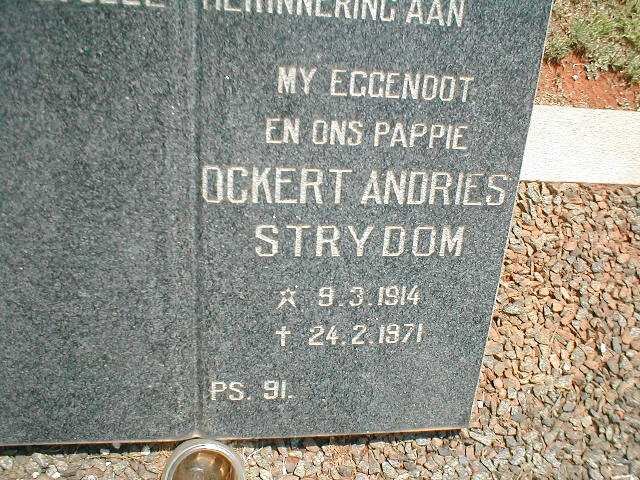 HERINNERING AAN
MY EGGENOOT
EN ONS PAPPIE
OCKERT ANDRIES
STRYDOM
☆ 9.3.1914
† 24.2.1971
PS. 91.